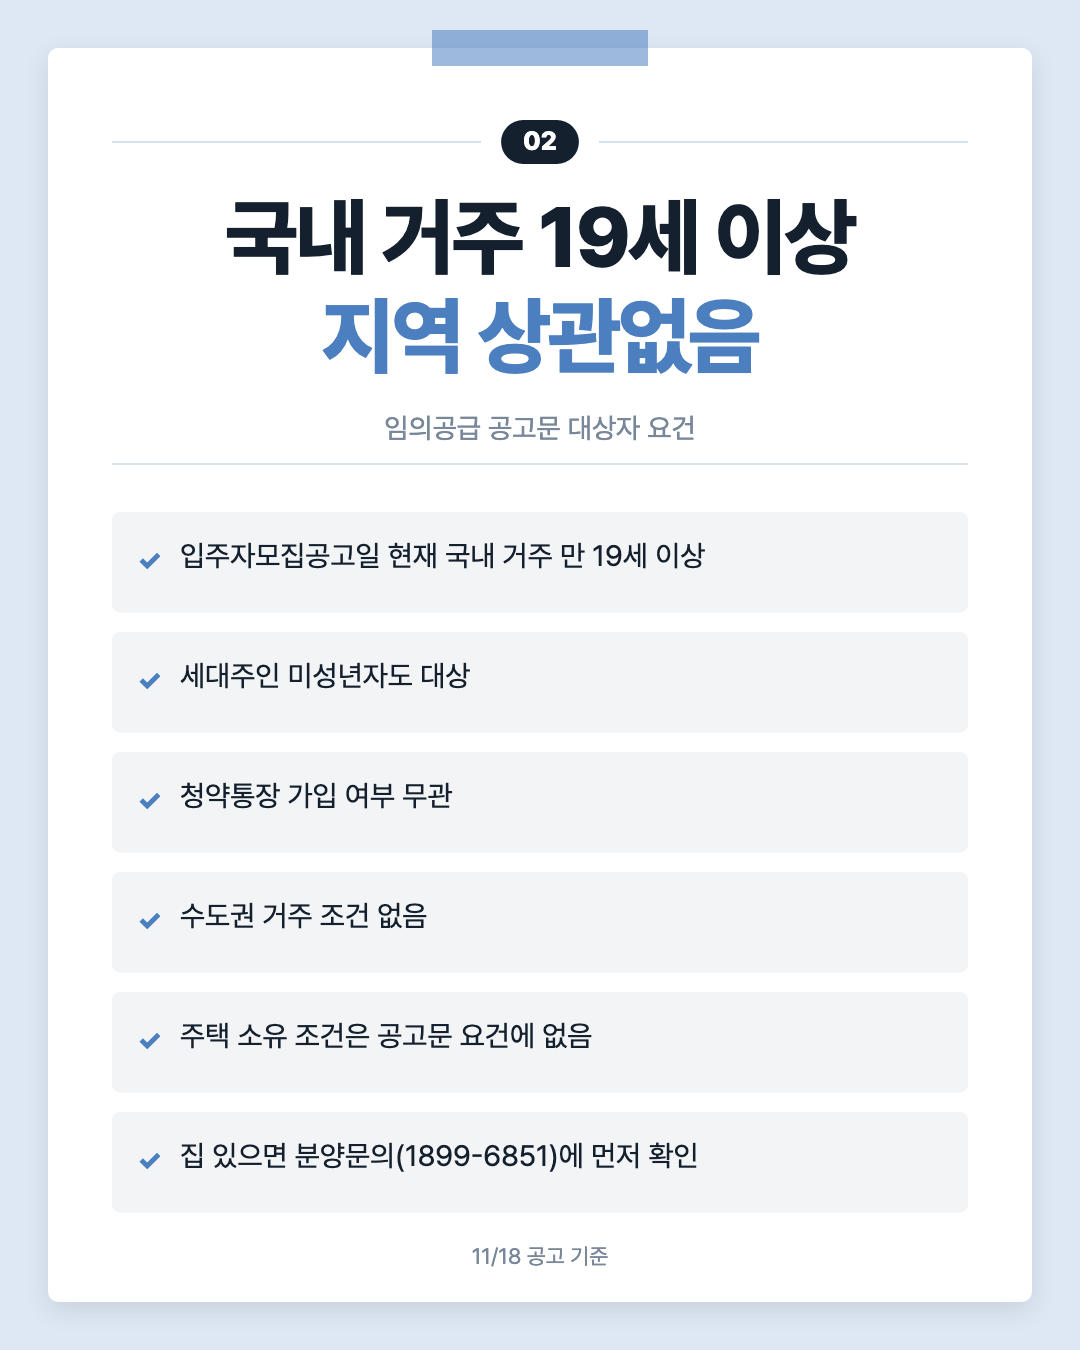 02
국내 거주 19세 이상
지역 상관없음
임의공급 공고문 대상자 요건
입주자모집공고일 현재 국내 거주 만 19세 이상
세대주인 미성년자도 대상
청약통장 가입 여부 무관
수도권 거주 조건 없음
주택 소유 조건은 공고문 요건에 없음
집 있으면 분양문의(1899-6851)에 먼저 확인
11/18 공고 기준